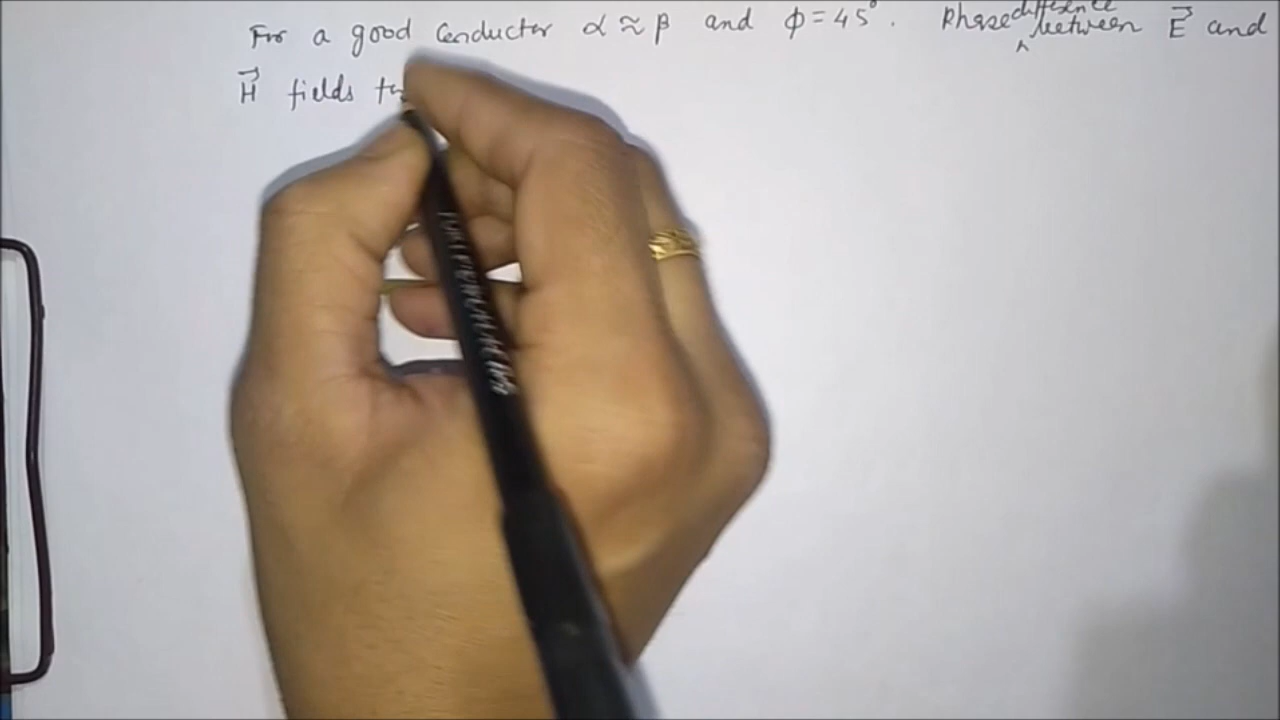 For a good conductor α ≈ β and ϕ = 45°. Phase difference between E⃗ and
H⃗ fields